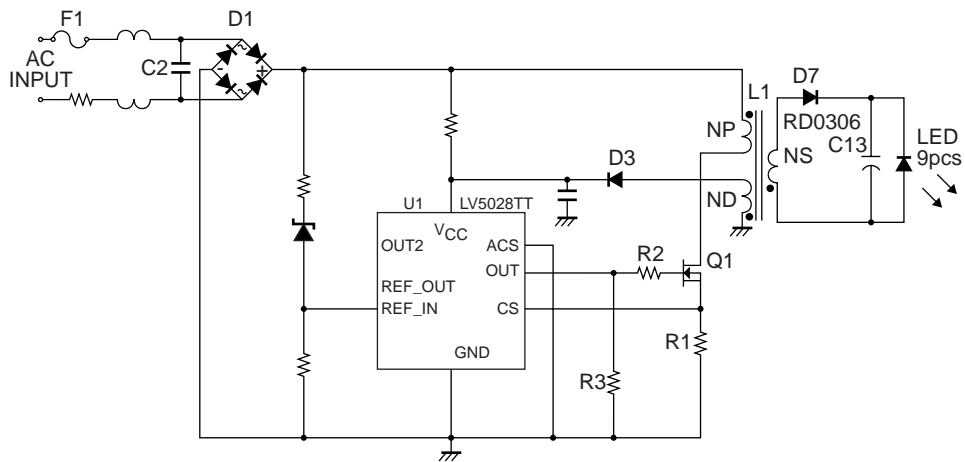 F1
D1
AC
INPUT
C2
~
~
-
+
~
~
D7
L1
RD0306
NP
NS
C13
LED
9pcs
D3
ND
U1
LV5028TT
VCC
OUT2
ACS
OUT
REF_OUT
REF_IN
CS
GND
R2
Q1
R1
R3